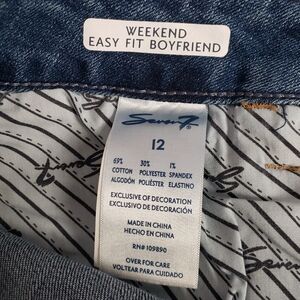 WEEKEND
EASY FIT BOYFRIEND
Seven7®
12
69% 30% 1%
COTTON POLYESTER SPANDEX
ALGODÓN POLIÉSTER ELASTINO
EXCLUSIVE OF DECORATION
EXCLUSIVO DE DECORACIÓN
MADE IN CHINA
HECHO EN CHINA
RN# 109890
OVER FOR CARE
VOLTEAR PARA CUIDADO